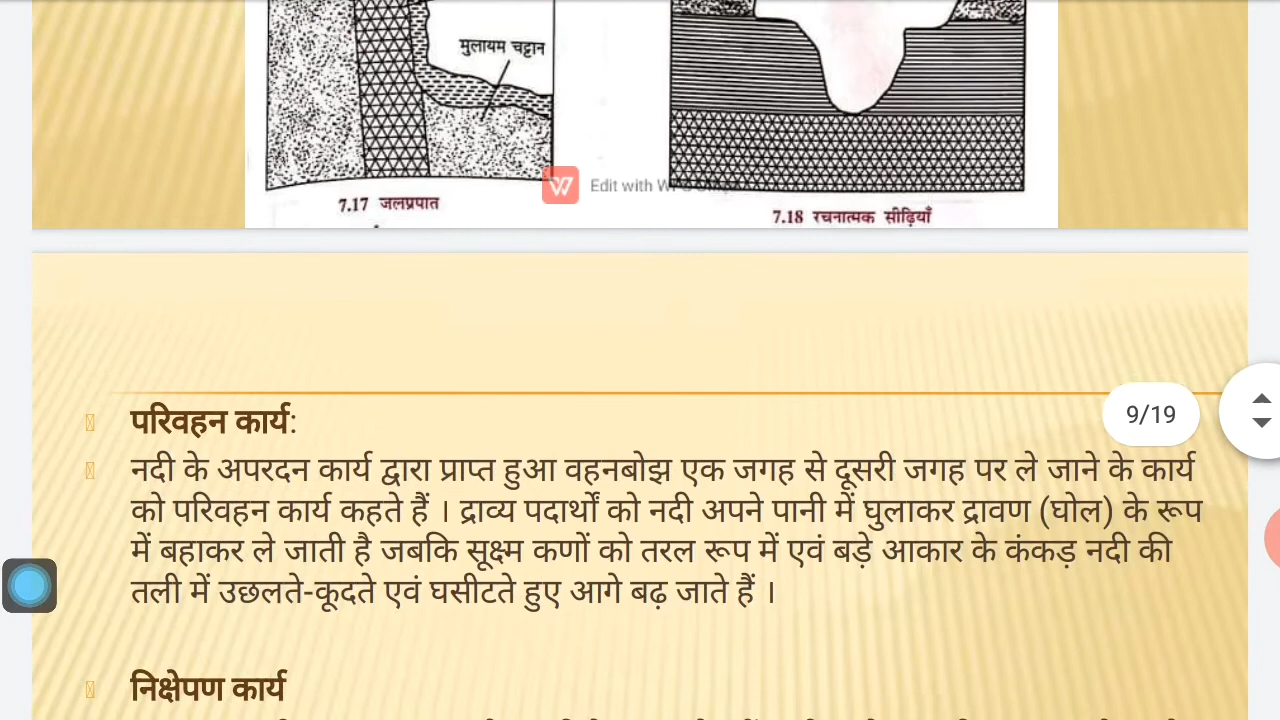 मुलायम चट्टान
Edit with W
7.17 जलप्रपात
7.18 रचनात्मक सीढ़ियाँ
9/19
परिवहन कार्य:
नदी के अपरदन कार्य द्वारा प्राप्त हुआ वहनबोझ एक जगह से दूसरी जगह पर ले जाने के कार्य
को परिवहन कार्य कहते हैं । द्राव्य पदार्थों को नदी अपने पानी में घुलाकर द्रावण (घोल) के रूप
में बहाकर ले जाती है जबकि सूक्ष्म कणों को तरल रूप में एवं बड़े आकार के कंकड़ नदी की
तली में उछलते-कूदते एवं घसीटते हुए आगे बढ़ जाते हैं ।
निक्षेपण कार्य